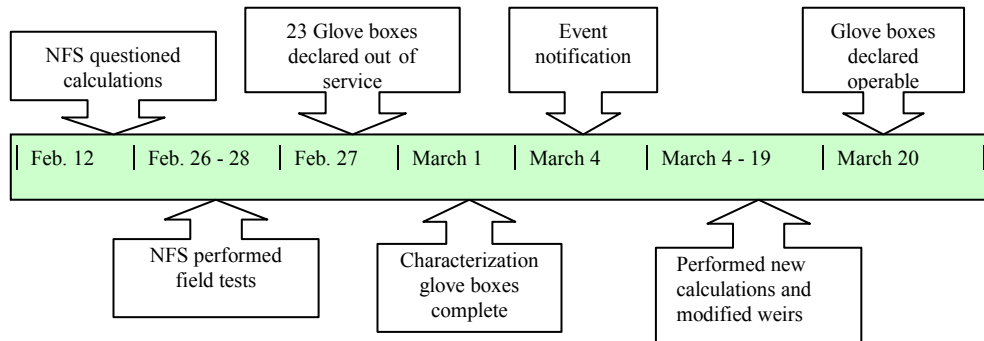 NFS questioned
calculations
23 Glove boxes
declared out of
service
Event
notification
Glove boxes
declared
operable
Feb. 12
Feb. 26 - 28
Feb. 27
March 1
March 4
March 4 - 19
March 20
NFS performed
field tests
Characterization
glove boxes
complete
Performed new
calculations and
modified weirs